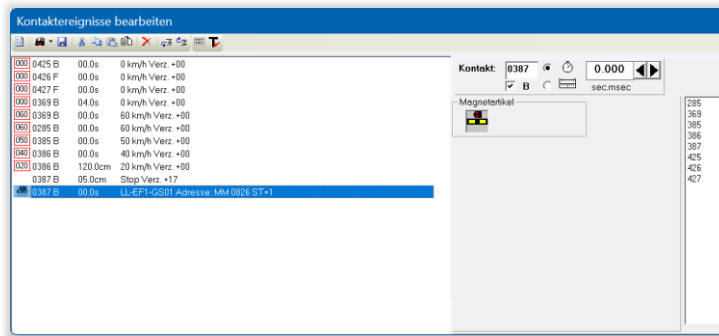 Kontaktereignisse bearbeiten
000 0425 B 00.0s 0 km/h Verz. +00
000 0426 F 00.0s 0 km/h Verz. +00
000 0427 F 00.0s 0 km/h Verz. +00
000 0369 B 04.0s 0 km/h Verz. +00
060 0369 B 00.0s 60 km/h Verz. +00
060 0285 B 00.0s 60 km/h Verz. +00
050 0385 B 00.0s 50 km/h Verz. +00
040 0386 B 00.0s 40 km/h Verz. +00
020 0386 B 120.0cm 20 km/h Verz. +00
0387 B 05.0cm Stop Verz. +17
0387 B 00.0s LL-EF1-GS01 Adresse: MM 0826 ST=1
Kontakt: 0387 0.000
B sec.msec
Magnetartikel
285
369
385
386
387
425
426
427